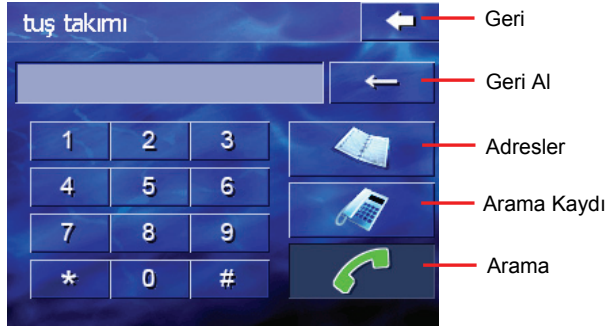 tuş takımı
Geri
Geri Al
1 2 3
Adresler
4 5 6
Arama Kaydı
7 8 9
Arama
* 0 #